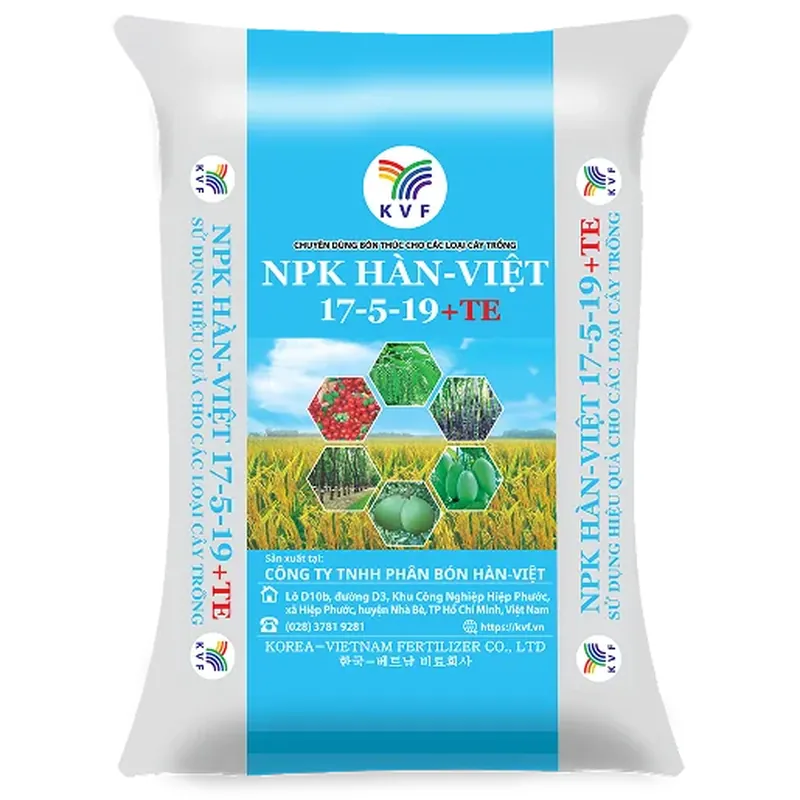 KVF
CHUYÊN DÙNG BÓN THÚC CHO CÁC LOẠI CÂY TRỒNG
NPK HÀN-VIỆT
17-5-19+TE
Sản xuất tại:
CÔNG TY TNHH PHÂN BÓN HÀN-VIỆT
Lô D10b, đường D3, Khu Công Nghiệp Hiệp Phước,
xã Hiệp Phước, huyện Nhà Bè, TP Hồ Chí Minh, Việt Nam
(028) 3781 9281
https://kvf.vn
KOREA-VIETNAM FERTILIZER CO., LTD
한국-베트남 비료회사
KVF
NPK HÀN-VIỆT 17-5-19+TE
SỬ DỤNG HIỆU QUẢ CHO CÁC LOẠI CÂY TRỒNG
KVF
KVF
NPK HÀN-VIỆT 17-5-19+TE
SỬ DỤNG HIỆU QUẢ CHO CÁC LOẠI CÂY TRỒNG
KVF